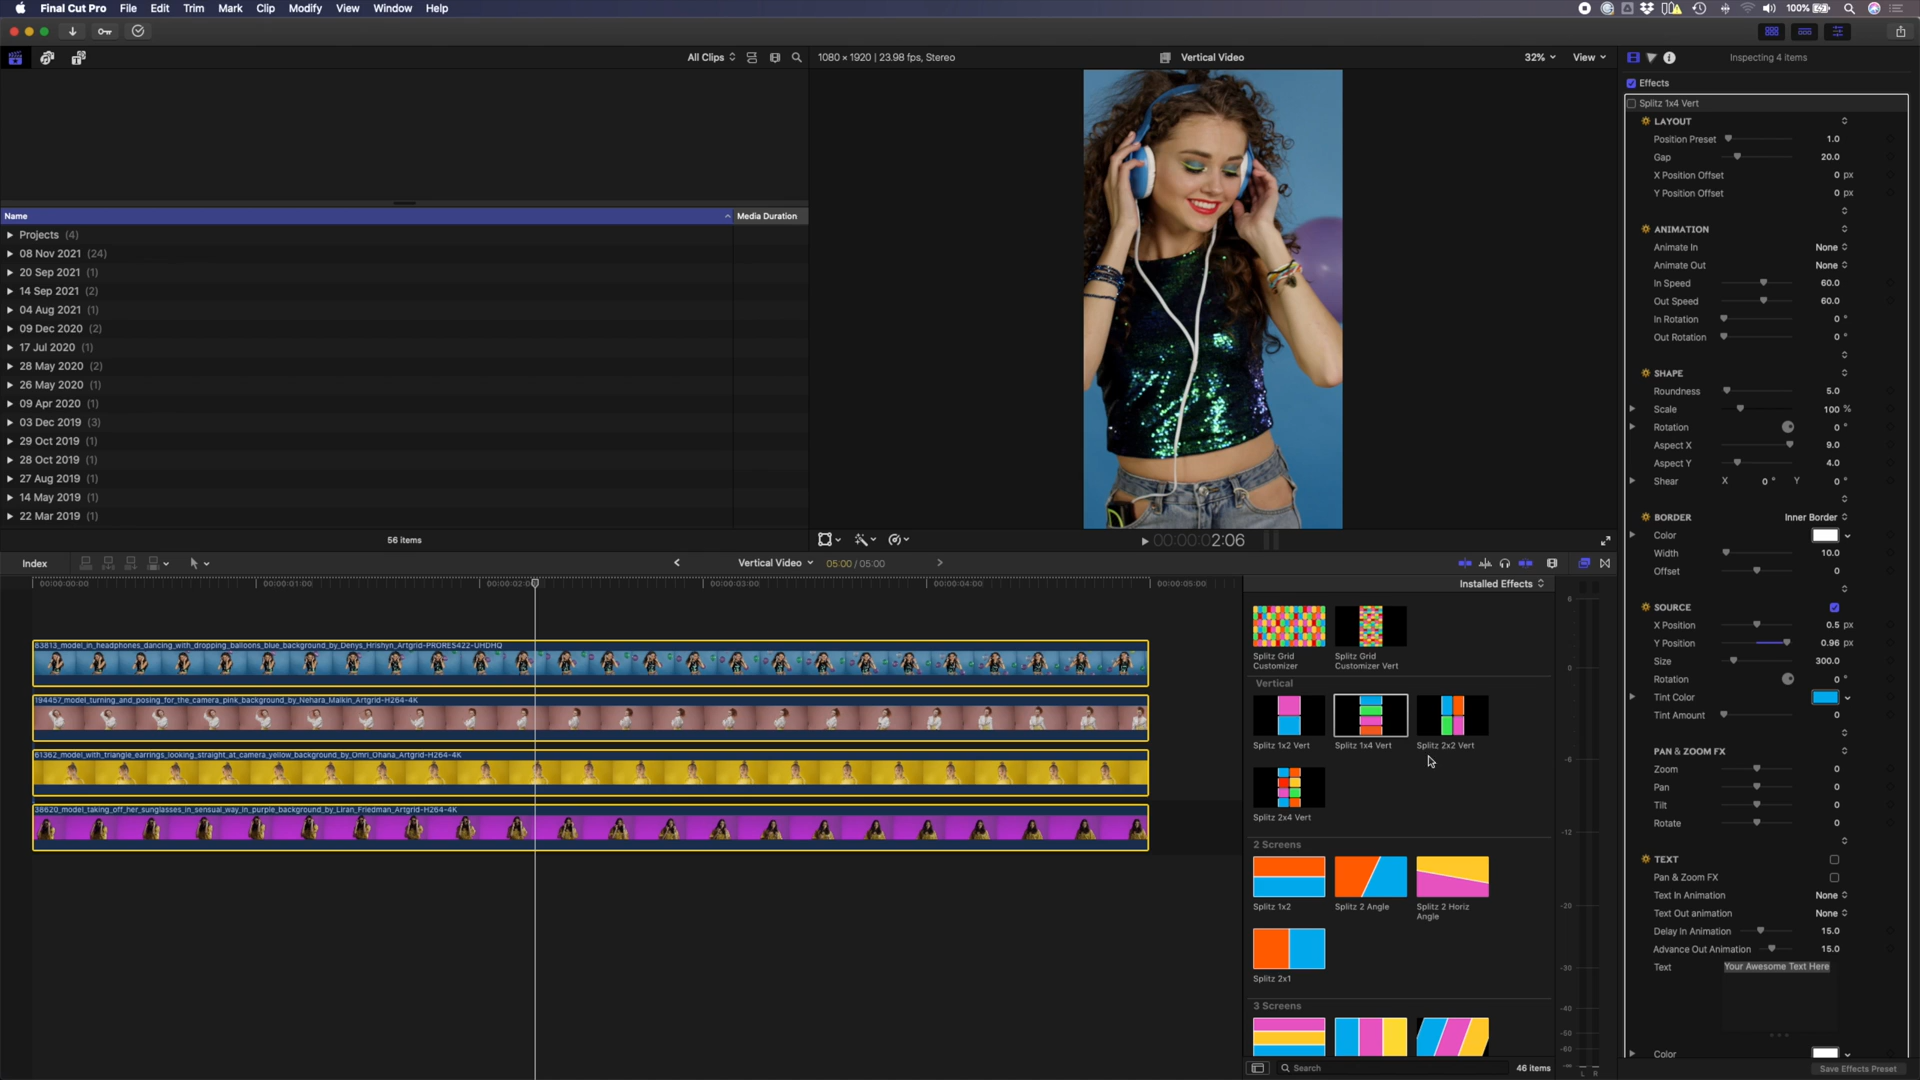 Final Cut Pro File Edit Trim Mark Clip Modify View Window Help 100%
All Clips 1080 × 1920 | 23.98 fps, Stereo Vertical Video 32% View Inspecting 4 items
Effects
Splitz 1x4 Vert
LAYOUT
Position Preset 1.0
Gap 20.0
X Position Offset 0 px
Y Position Offset 0 px
ANIMATION
Animate In None
Animate Out None
In Speed 60.0
Out Speed 60.0
In Rotation 0 °
Out Rotation 0 °
SHAPE
Roundness 5.0
Scale 100 %
Rotation 0 °
Aspect X 9.0
Aspect Y 4.0
Shear X 0 ° Y 0 °
BORDER Inner Border
Color
Width 10.0
Offset 0
SOURCE
X Position 0.5 px
Y Position 0.96 px
Size 300.0
Rotation 0 °
Tint Color
Tint Amount 0
PAN & ZOOM FX
Zoom 0
Pan 0
Tilt 0
Rotate 0
TEXT
Pan & Zoom FX
Text In Animation None
Text Out animation None
Delay In Animation 15.0
Advance Out Animation 15.0
Text Your Awesome Text Here
Color
Save Effects Preset
Name Media Duration
Projects (4)
08 Nov 2021 (24)
20 Sep 2021 (1)
14 Sep 2021 (2)
04 Aug 2021 (1)
09 Dec 2020 (2)
17 Jul 2020 (1)
28 May 2020 (2)
26 May 2020 (1)
09 Apr 2020 (1)
03 Dec 2019 (3)
29 Oct 2019 (1)
28 Oct 2019 (1)
27 Aug 2019 (1)
14 May 2019 (1)
22 Mar 2019 (1)
56 items
00:00:02:06
Index Vertical Video 05:00 / 05:00
00:00:00:00 00:00:01:00 00:00:02:0 00:00:03:00 00:00:04:00 00:00:05:00
83813_model_in_headphones_dancing_with_dropping_balloons_blue_background_by_Denys_Hrishyn_Artgrid-PRORES422-UHDHQ
194457_model_turning_and_posing_for_the_camera_pink_background_by_Nehara_Malkin_Artgrid-H264-4K
61362_model_with_triangle_earrings_looking_straight_at_camera_yellow_background_by_Omri_Ohana_Artgrid-H264-4K
38620_model_taking_off_her_sunglasses_in_sensual_way_in_purple_background_by_Liran_Friedman_Artgrid-H264-4K
Installed Effects
Splitz Grid Customizer
Splitz Grid Customizer Vert
Vertical
Splitz 1x2 Vert
Splitz 1x4 Vert
Splitz 2x2 Vert
Splitz 2x4 Vert
2 Screens
Splitz 1x2
Splitz 2 Angle
Splitz 2 Horiz Angle
Splitz 2x1
3 Screens
Search
46 items
6
0
-6
-12
-20
-30
-40
-50
-60
-∞
L R